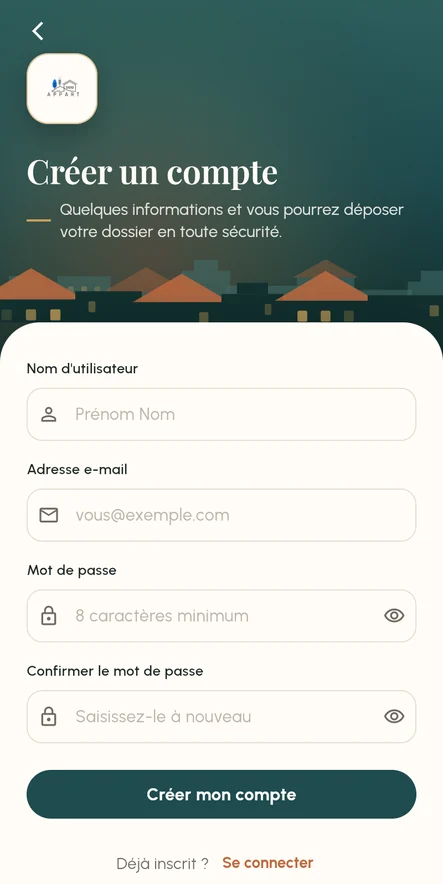 APPART
Créer un compte
Quelques informations et vous pourrez déposer
votre dossier en toute sécurité.
Nom d'utilisateur
Prénom Nom
Adresse e-mail
vous@exemple.com
Mot de passe
8 caractères minimum
Confirmer le mot de passe
Saisissez-le à nouveau
Créer mon compte
Déjà inscrit ? Se connecter